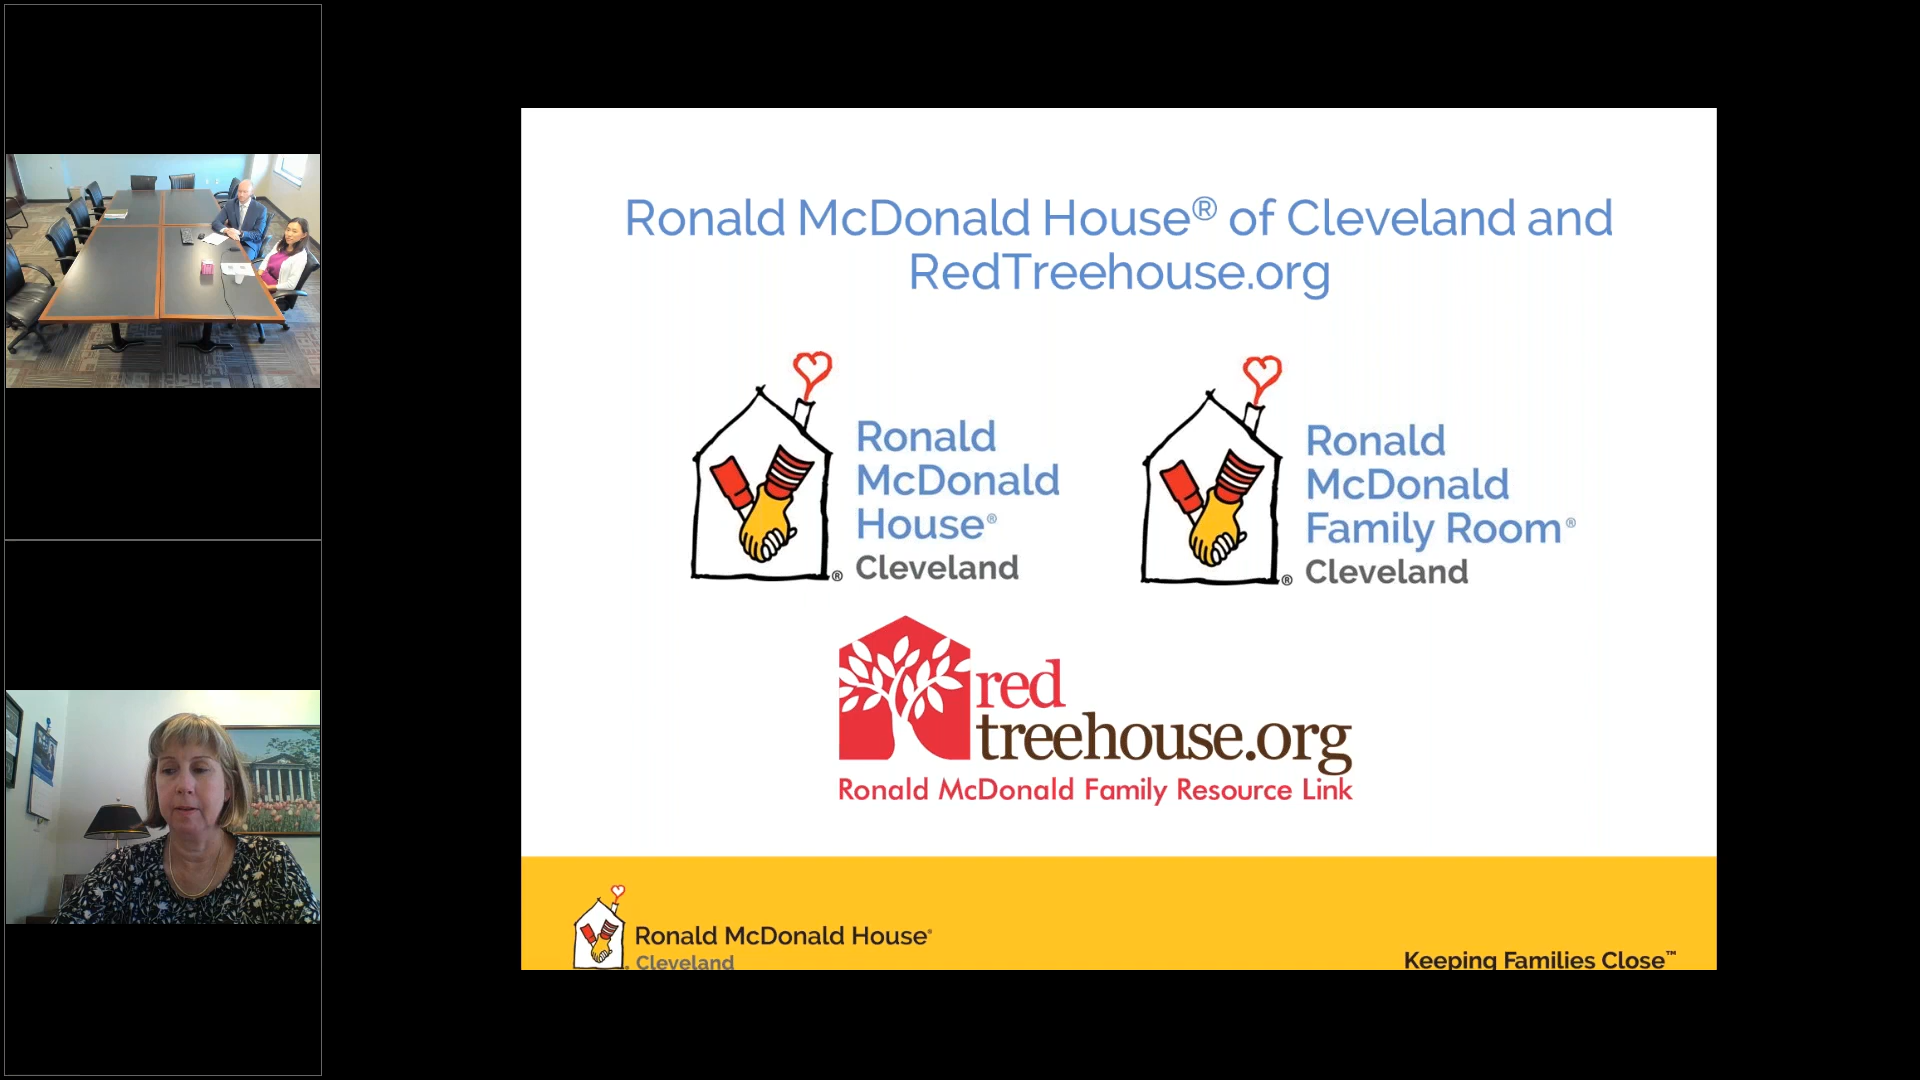 Ronald McDonald House® of Cleveland and
RedTreehouse.org
Ronald
McDonald
House®
Cleveland
®
Ronald
McDonald
Family Room®
Cleveland
®
red
treehouse.org
Ronald McDonald Family Resource Link
Ronald McDonald House®
Cleveland
Keeping Families Close™